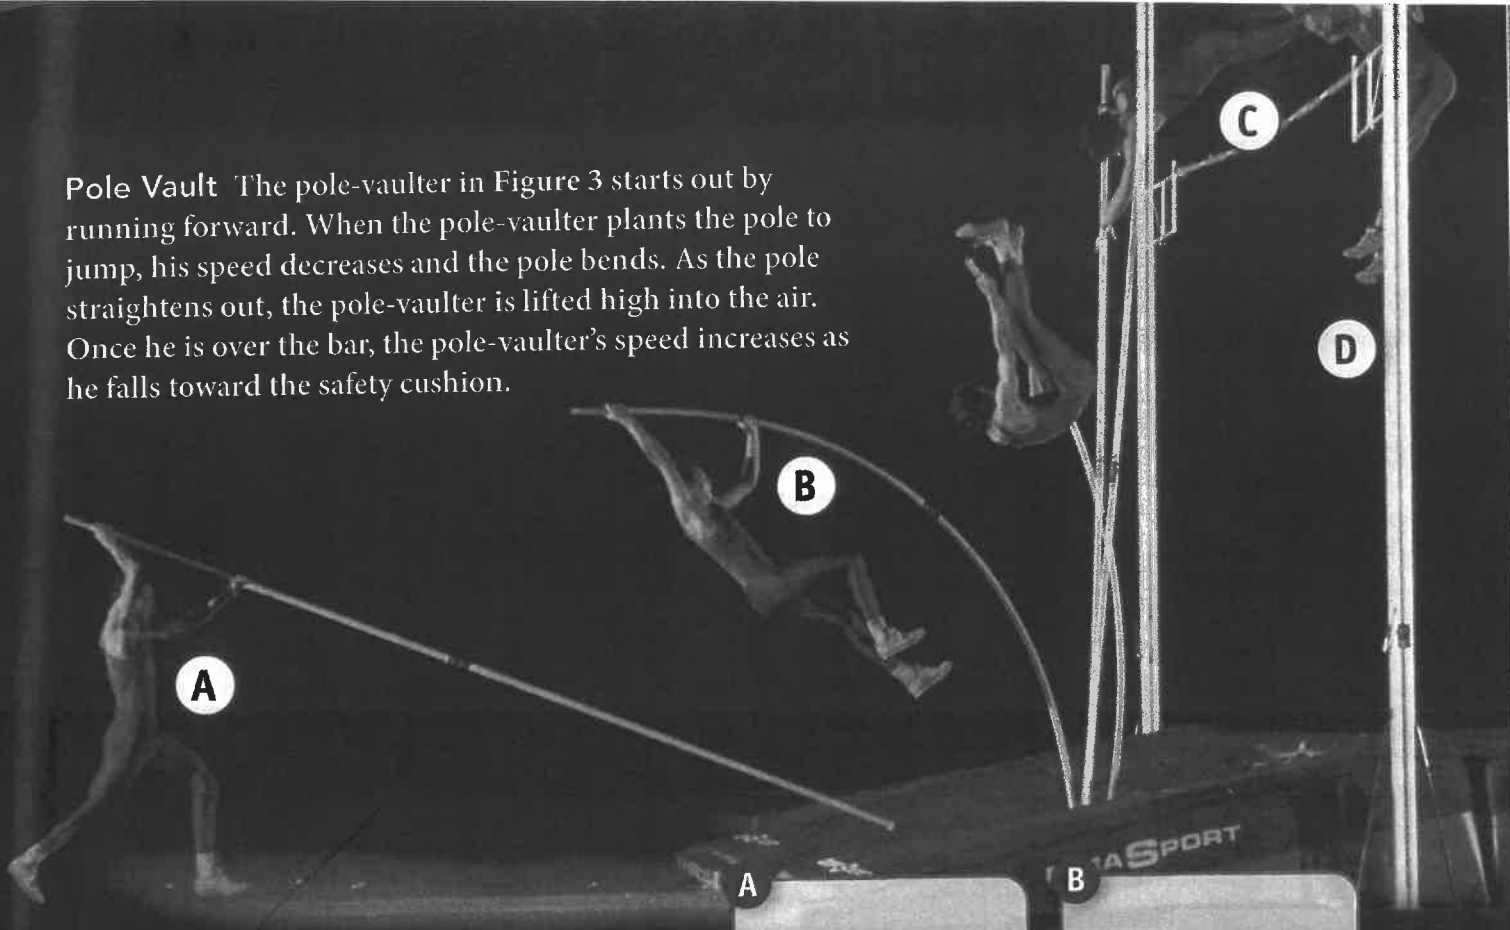 Pole Vault The pole-vaulter in Figure 3 starts out by
running forward. When the pole-vaulter plants the pole to
jump, his speed decreases and the pole bends. As the pole
straightens out, the pole-vaulter is lifted high into the air.
Once he is over the bar, the pole-vaulter's speed increases as
he falls toward the safety cushion.
C
D
B
A
SPORT
A
B